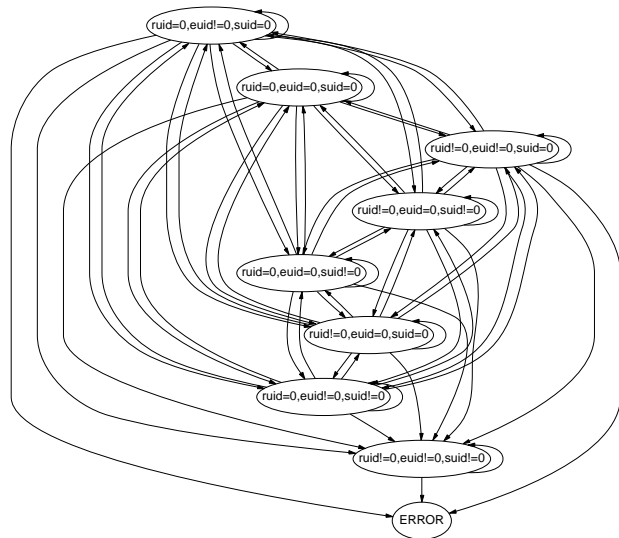 ruid=0,euid!=0,suid=0
ruid=0,euid=0,suid=0
ruid!=0,euid!=0,suid=0
ruid!=0,euid=0,suid!=0
ruid=0,euid=0,suid!=0
ruid!=0,euid=0,suid=0
ruid=0,euid!=0,suid!=0
ruid!=0,euid!=0,suid!=0
ERROR